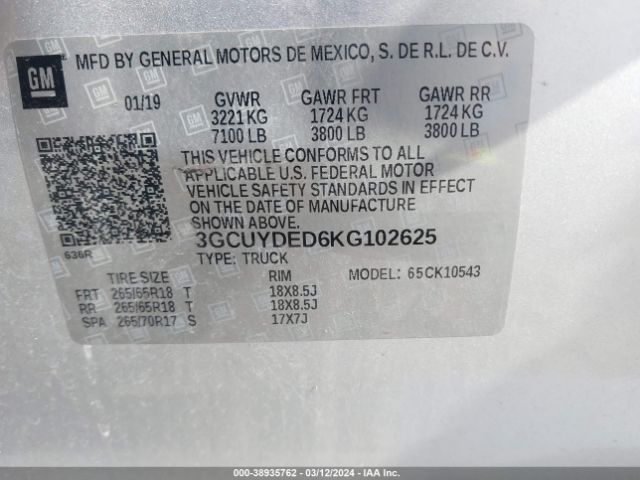 GM
MFD BY GENERAL MOTORS DE MEXICO, S. DE R.L. DE C.V.
01/19 GVWR GAWR FRT GAWR RR
3221 KG 1724 KG 1724 KG
7100 LB 3800 LB 3800 LB
THIS VEHICLE CONFORMS TO ALL
APPLICABLE U.S. FEDERAL MOTOR
VEHICLE SAFETY STANDARDS IN EFFECT
ON THE DATE OF MANUFACTURE
SHOWN ABOVE.
636R
3GCUYDED6KG102625
TYPE: TRUCK
TIRE SIZE RIM MODEL: 65CK10543
FRT 265/65R18 T 18X8.5J
RR 265/65R18 T 18X8.5J
SPA 265/70R17 S 17X7J
000-38935762 - 03/12/2024 - IAA Inc.